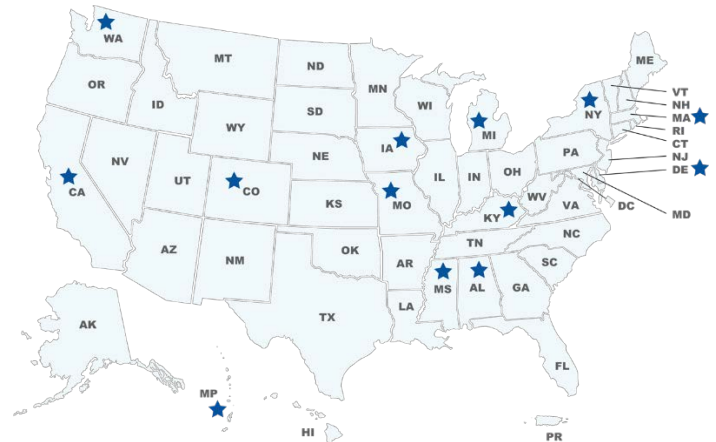 WA
MT
ND
MN
ME
OR
ID
SD
WI
MI
NY
VT
NH
MA
RI
CT
NJ
DE
MD
DC
WY
NE
IA
IL
IN
OH
PA
NV
UT
CO
KS
MO
KY
WV
VA
CA
AZ
NM
OK
AR
TN
NC
SC
MS
AL
GA
LA
TX
FL
AK
MP
HI
PR